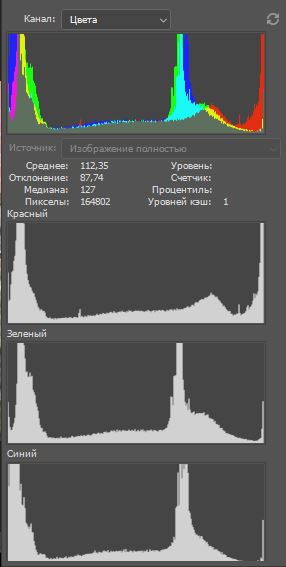 Канал: Цвета
Источник: Изображение полностью
Среднее: 112,35 Уровень:
Отклонение: 87,74 Счетчик:
Медиана: 127 Процентиль:
Пикселы: 164802 Уровней кэш: 1
Красный
Зеленый
Синий